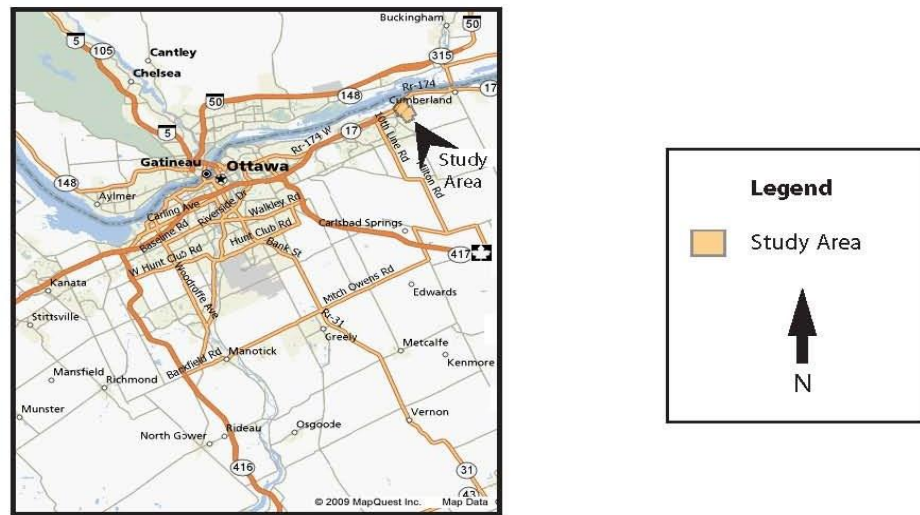 Buckingham
50
5
105
Cantley
Chelsea
315
Rr-174
148
50
Cumberland
17
5
Rr-174 W
17
10th Line Rd
Milton Rd
Study
Area
Gatineau
Ottawa
148
Aylmer
Carling Ave
Riverside Dr
Walkley Rd
Baseline Rd
Hunt Club Rd
Carlsbad Springs
W Hunt Club Rd
Bank St
417
Woodroffe Ave
Mitch Owens Rd
Kanata
Edwards
Stittsville
Rr-31
Greely
Metcalfe
Manotick
Kenmore
Bankfield Rd
Mansfield
Richmond
Munster
Vernon
Rideau
Osgoode
North Gower
416
31
43
© 2009 MapQuest Inc. Map Data
Legend
Study Area
N